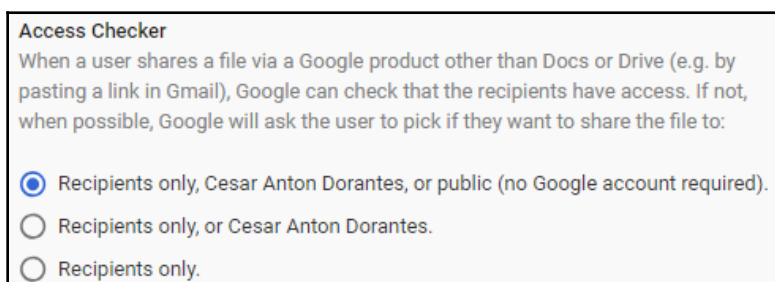 Access Checker
When a user shares a file via a Google product other than Docs or Drive (e.g. by
pasting a link in Gmail), Google can check that the recipients have access. If not,
when possible, Google will ask the user to pick if they want to share the file to:
Recipients only, Cesar Anton Dorantes, or public (no Google account required).
Recipients only, or Cesar Anton Dorantes.
Recipients only.